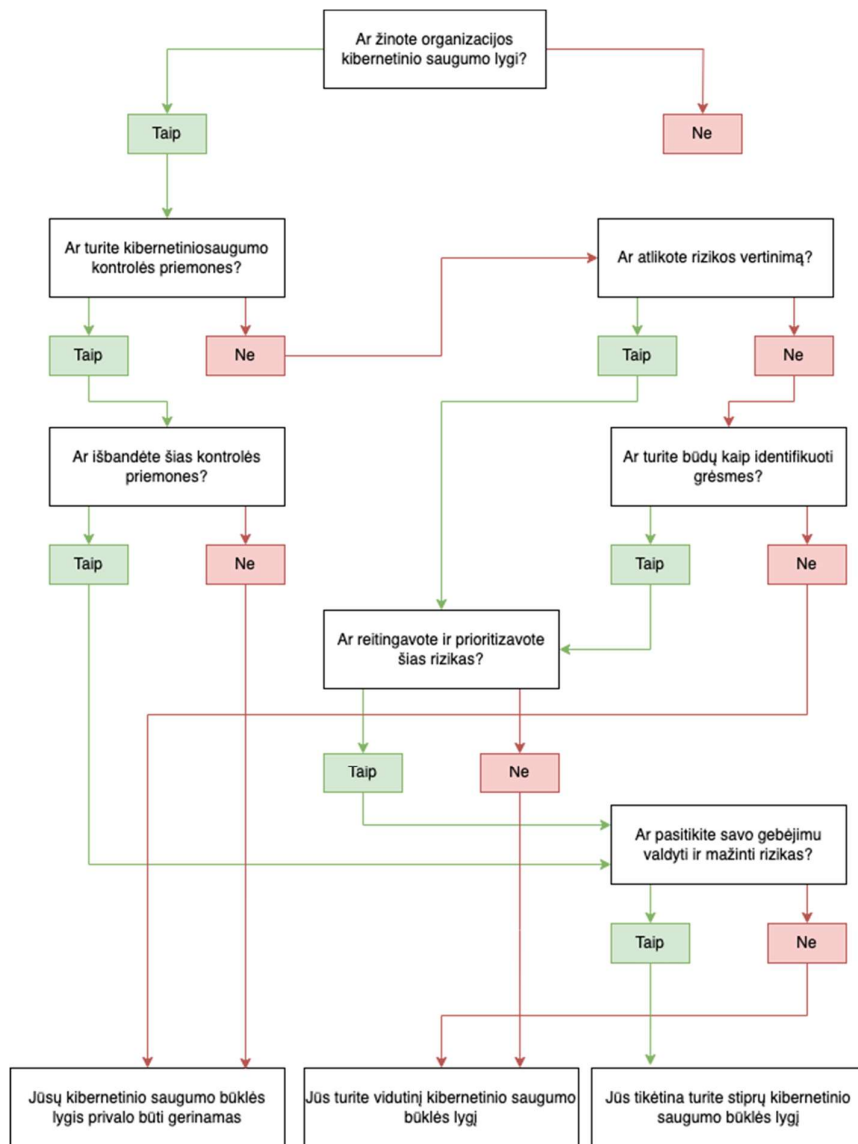 Ar žinote organizacijos
kibernetinio saugumo lygi?
Taip
Ne
Ar turite kibernetiniosaugumo
kontrolės priemones?
Ar atlikote rizikos vertinimą?
Taip
Ne
Taip
Ne
Ar išbandėte šias kontrolės
priemones?
Ar turite būdų kaip identifikuoti
grėsmes?
Taip
Ne
Taip
Ne
Ar reitingavote ir prioritizavote
šias rizikas?
Taip
Ne
Ar pasitikite savo gebėjimu
valdyti ir mažinti rizikas?
Taip
Ne
Jūsų kibernetinio saugumo būklės
lygis privalo būti gerinamas
Jūs turite vidutinį kibernetinio saugumo
būklės lygį
Jūs tikėtina turite stiprų kibernetinio
saugumo būklės lygį